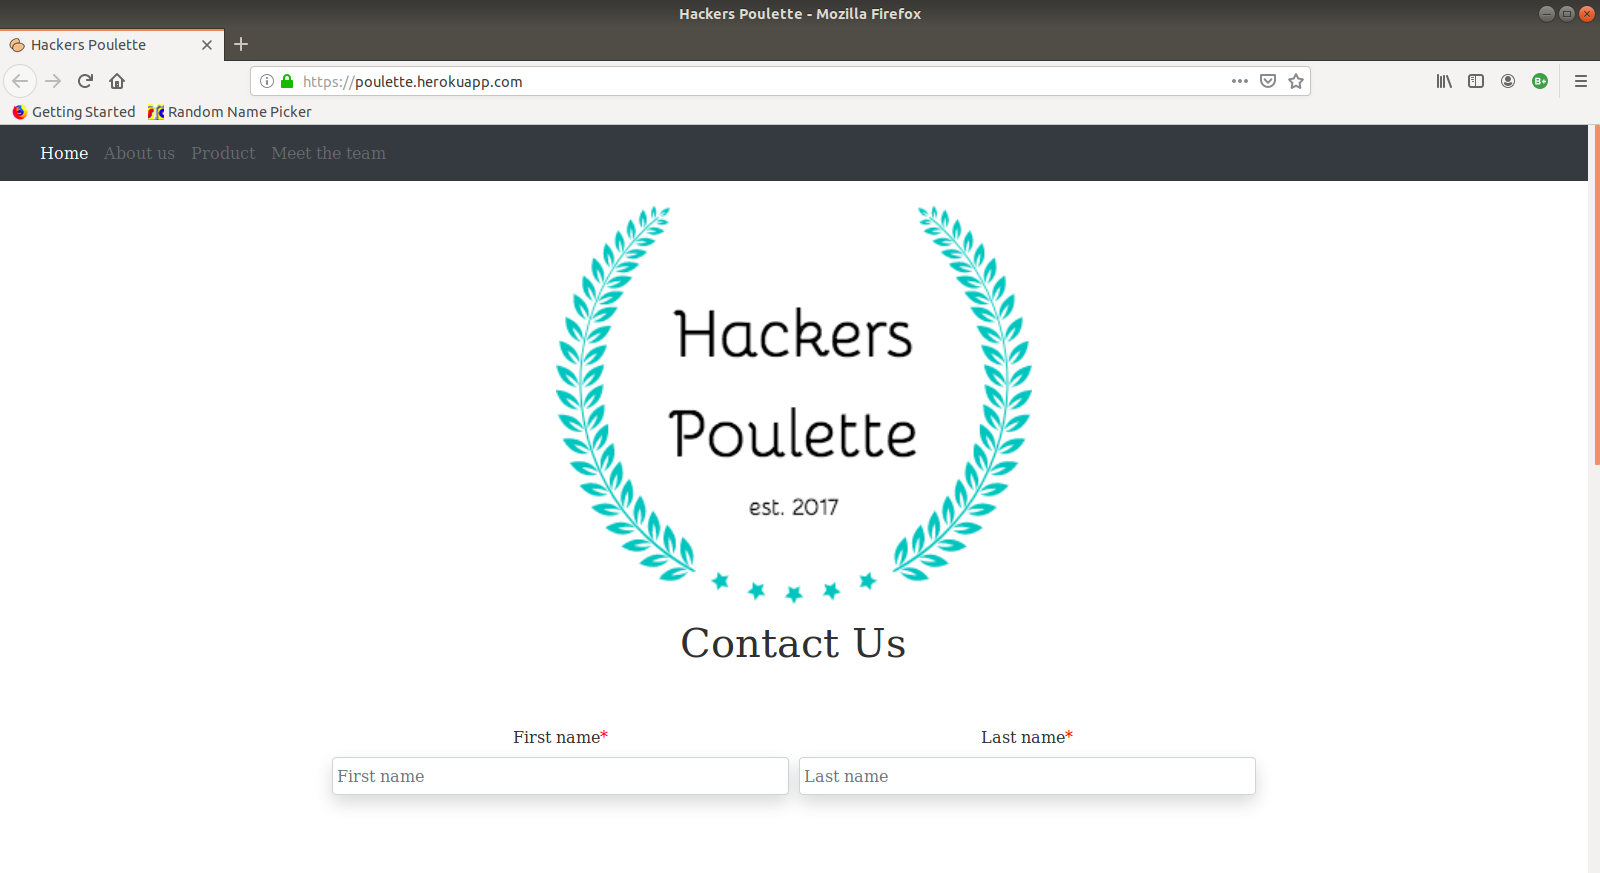 Hackers Poulette - Mozilla Firefox
Hackers Poulette
https://poulette.herokuapp.com
B+
Getting Started Random Name Picker
Home About us Product Meet the team
Hackers
Poulette
est. 2017
Contact Us
First name* Last name*
First name Last name